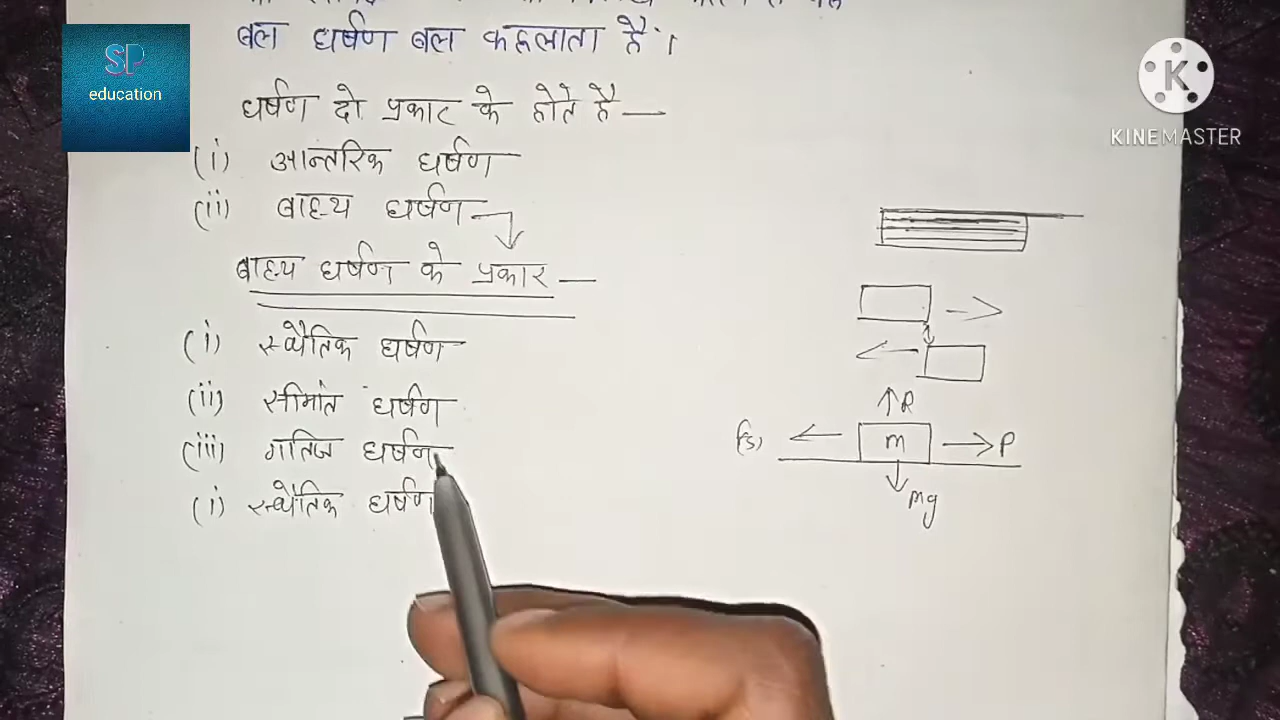 बल घर्षण बल कहलाता है।
घर्षण दो प्रकार के होते है —
(i) आन्तरिक घर्षण
(ii) बाह्य घर्षण
बाह्य घर्षण के प्रकार —
(i) स्थैतिक घर्षण
(ii) सीमांत घर्षण
(iii) गतिज घर्षण
(i) स्थैतिक घर्षण
R
(fs) m P
mg
SP
education
K
KINEMASTER